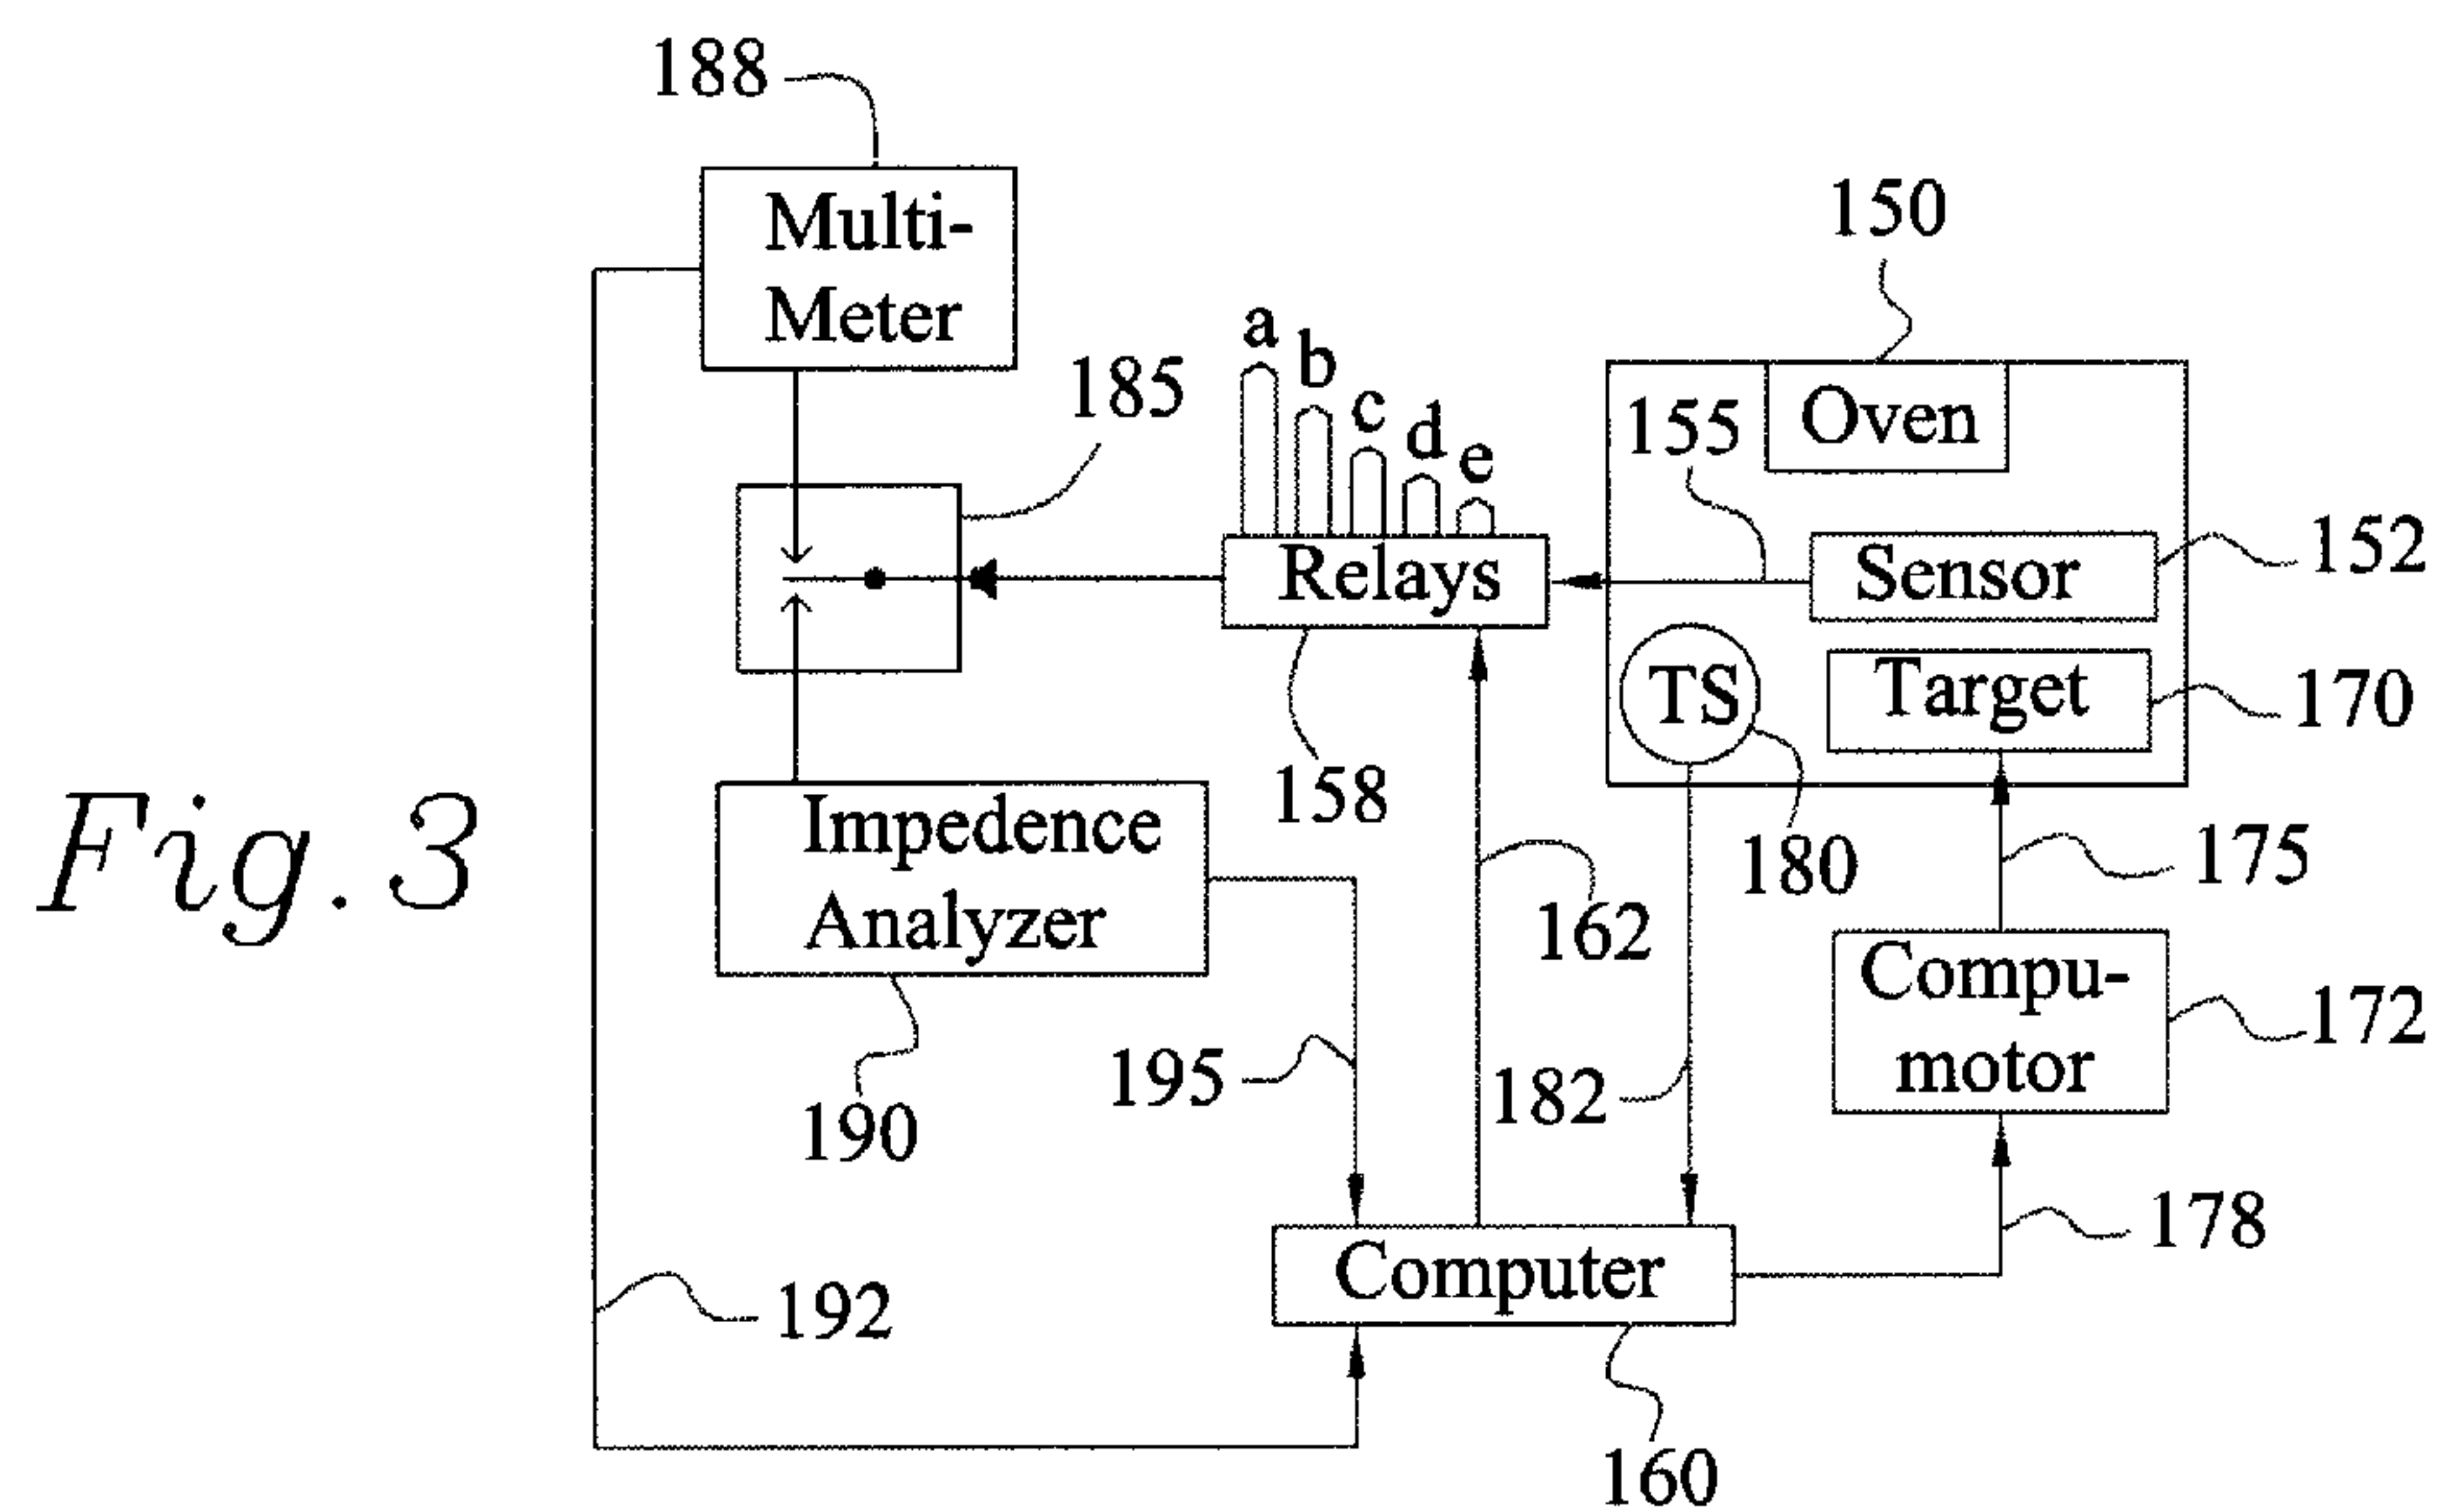 188
Multi-
Meter
150
a
b
c
d
e
185
155
Oven
Relays
Sensor
152
TS
Target
170
158
180
175
Fig. 3
Impedence
Analyzer
162
Compu-
motor
172
195
182
190
178
192
Computer
160